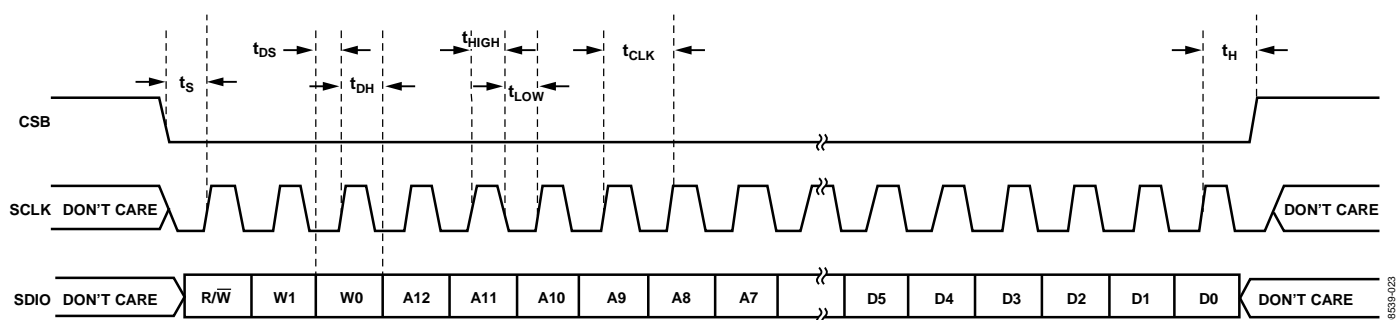 tDS
tHIGH
tCLK
tH
tS
tDH
tLOW
CSB
SCLK DON'T CARE DON'T CARE
SDIO DON'T CARE R/W̅ W1 W0 A12 A11 A10 A9 A8 A7 D5 D4 D3 D2 D1 D0 DON'T CARE
8539-023